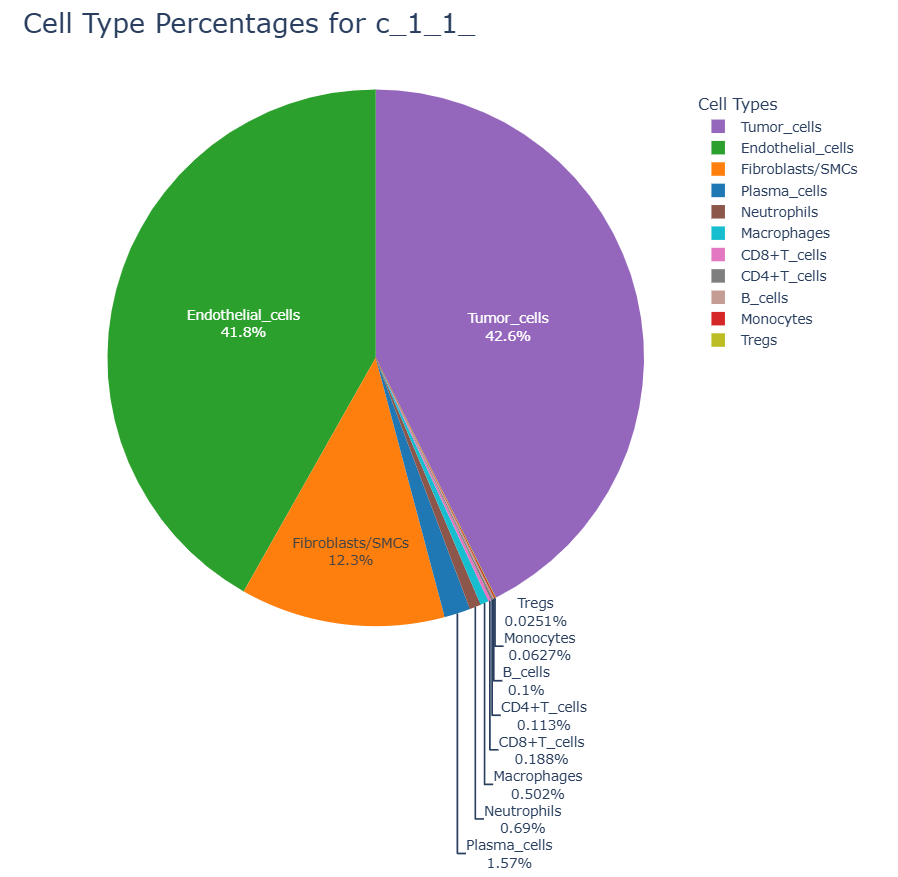 Cell Type Percentages for c_1_1_
Cell Types
Tumor_cells
Endothelial_cells
Fibroblasts/SMCs
Plasma_cells
Neutrophils
Macrophages
CD8+T_cells
CD4+T_cells
B_cells
Monocytes
Tregs
Endothelial_cells
41.8%
Tumor_cells
42.6%
Fibroblasts/SMCs
12.3%
Tregs
0.0251%
Monocytes
0.0627%
B_cells
0.1%
CD4+T_cells
0.113%
CD8+T_cells
0.188%
Macrophages
0.502%
Neutrophils
0.69%
Plasma_cells
1.57%